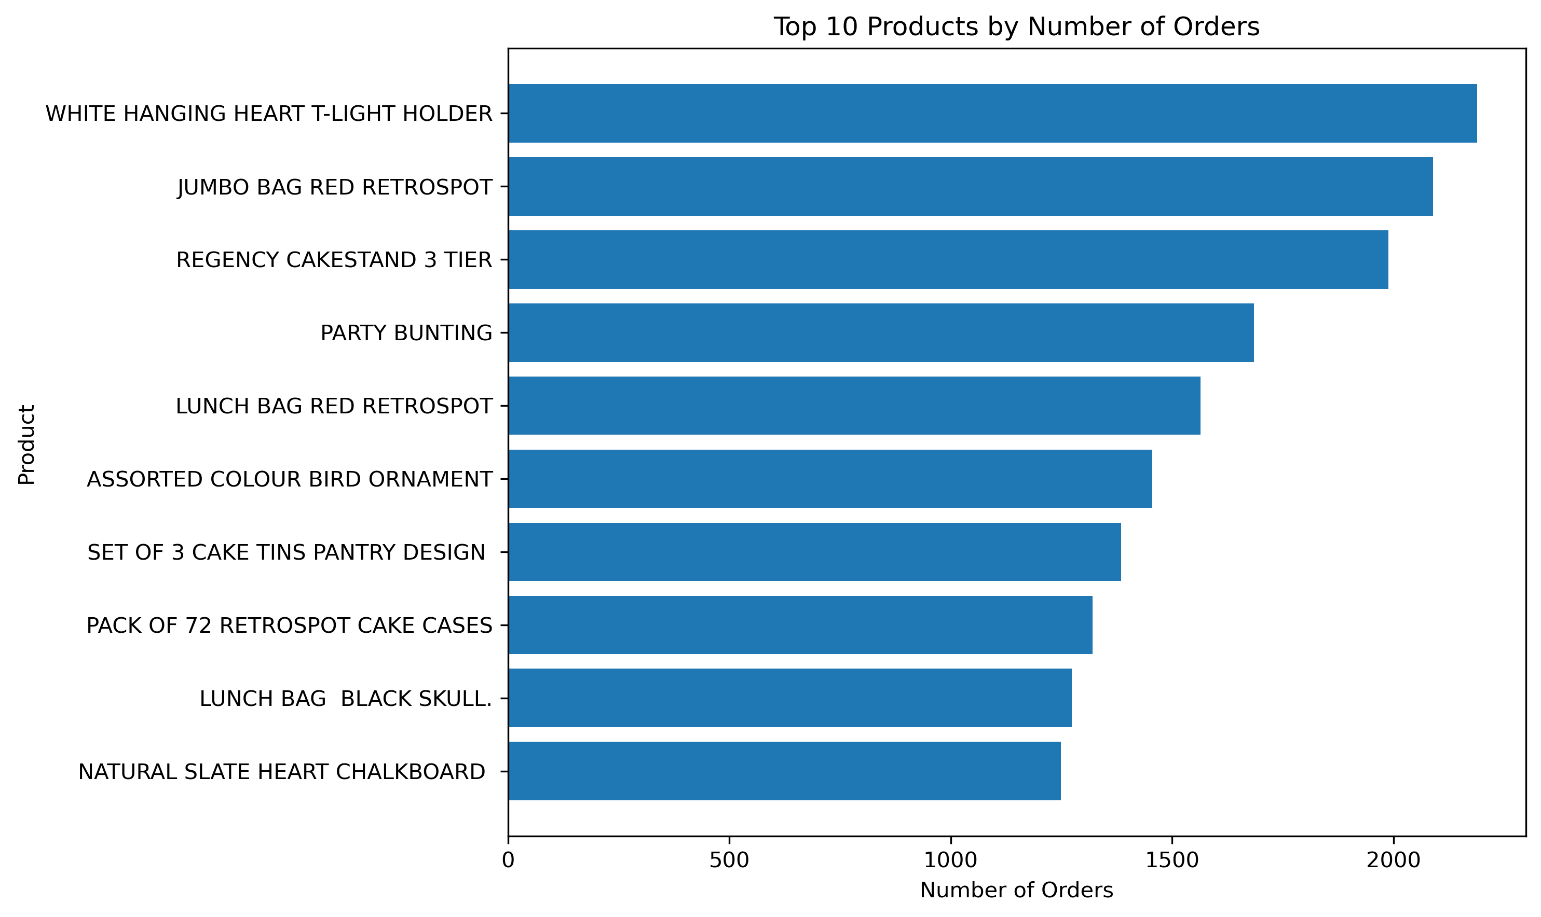 Top 10 Products by Number of Orders
WHITE HANGING HEART T-LIGHT HOLDER
JUMBO BAG RED RETROSPOT
REGENCY CAKESTAND 3 TIER
PARTY BUNTING
LUNCH BAG RED RETROSPOT
ASSORTED COLOUR BIRD ORNAMENT
SET OF 3 CAKE TINS PANTRY DESIGN
PACK OF 72 RETROSPOT CAKE CASES
LUNCH BAG  BLACK SKULL.
NATURAL SLATE HEART CHALKBOARD
Product
0 500 1000 1500 2000
Number of Orders